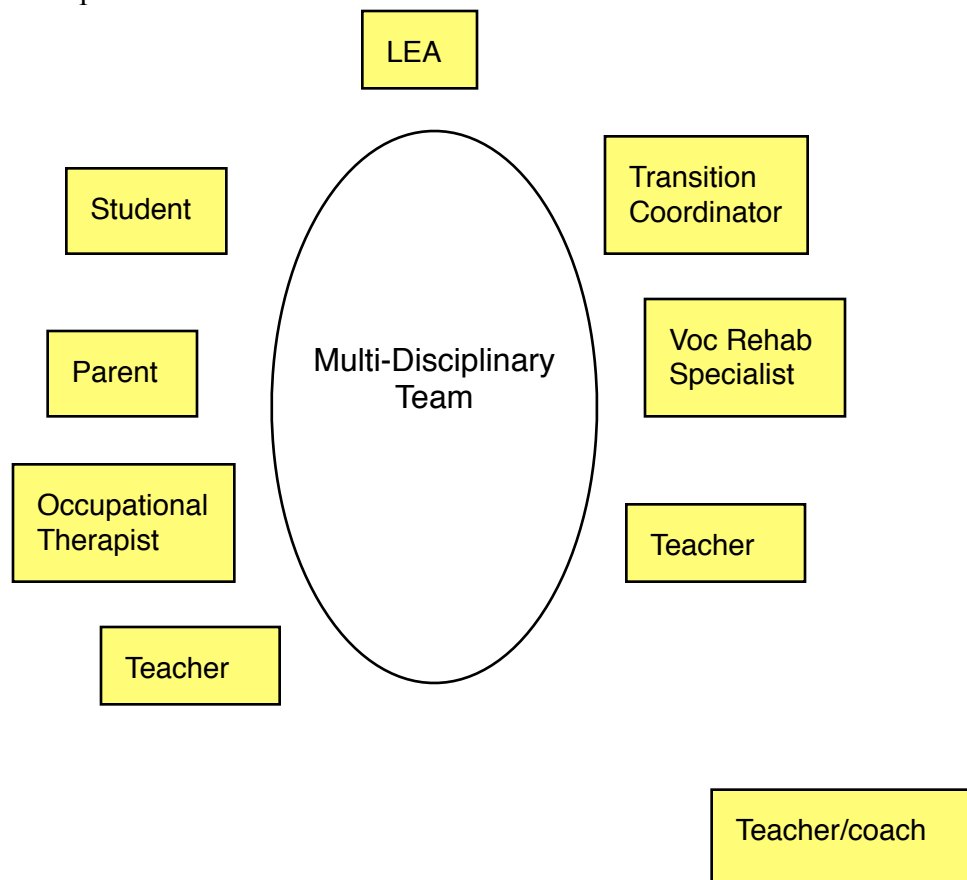 LEA
Transition
Coordinator
Student
Voc Rehab
Specialist
Multi-Disciplinary
Team
Parent
Occupational
Therapist
Teacher
Teacher
Teacher/coach